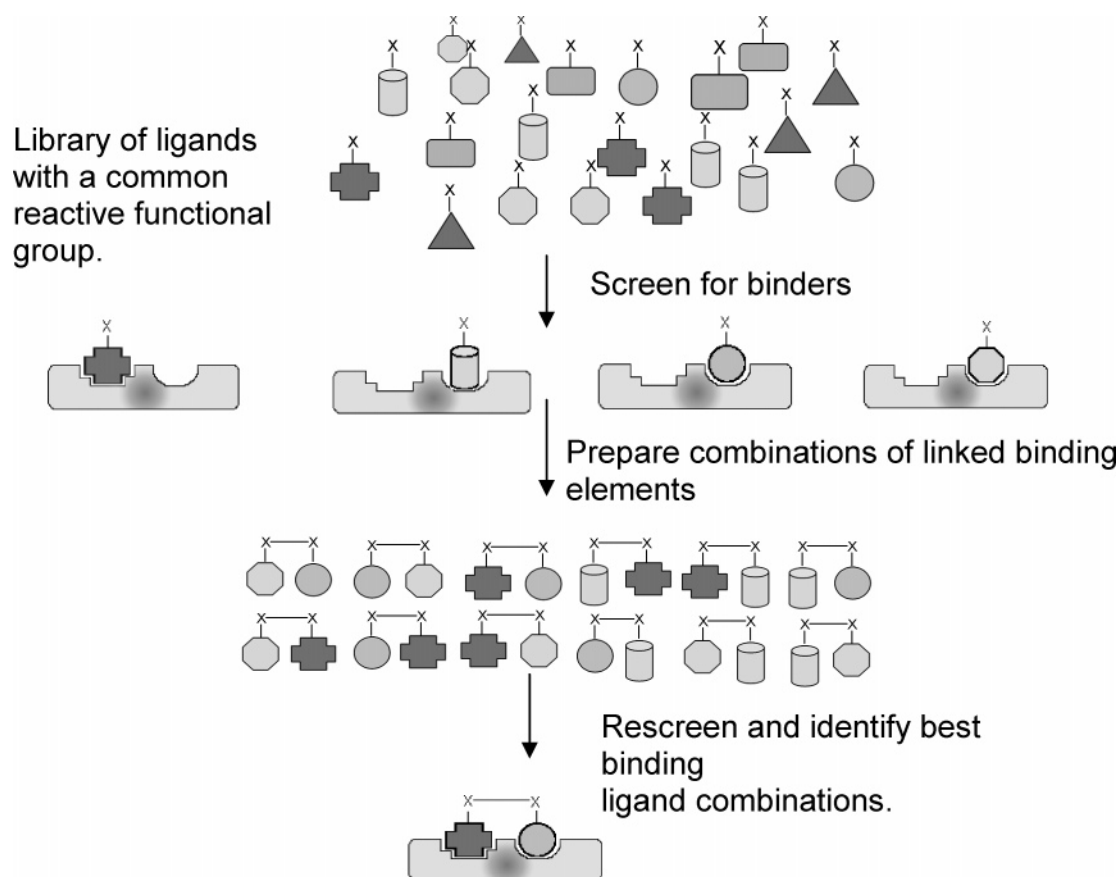 X X
X X X X X X X
X X X X X
X X X X
X X X X
Library of ligands
with a common
reactive functional
group.
Screen for binders
X X X X
Prepare combinations of linked binding
elements
X X X X X X X X X X X X
X X X X X X X X X X X X
Rescreen and identify best
binding
ligand combinations.
X X